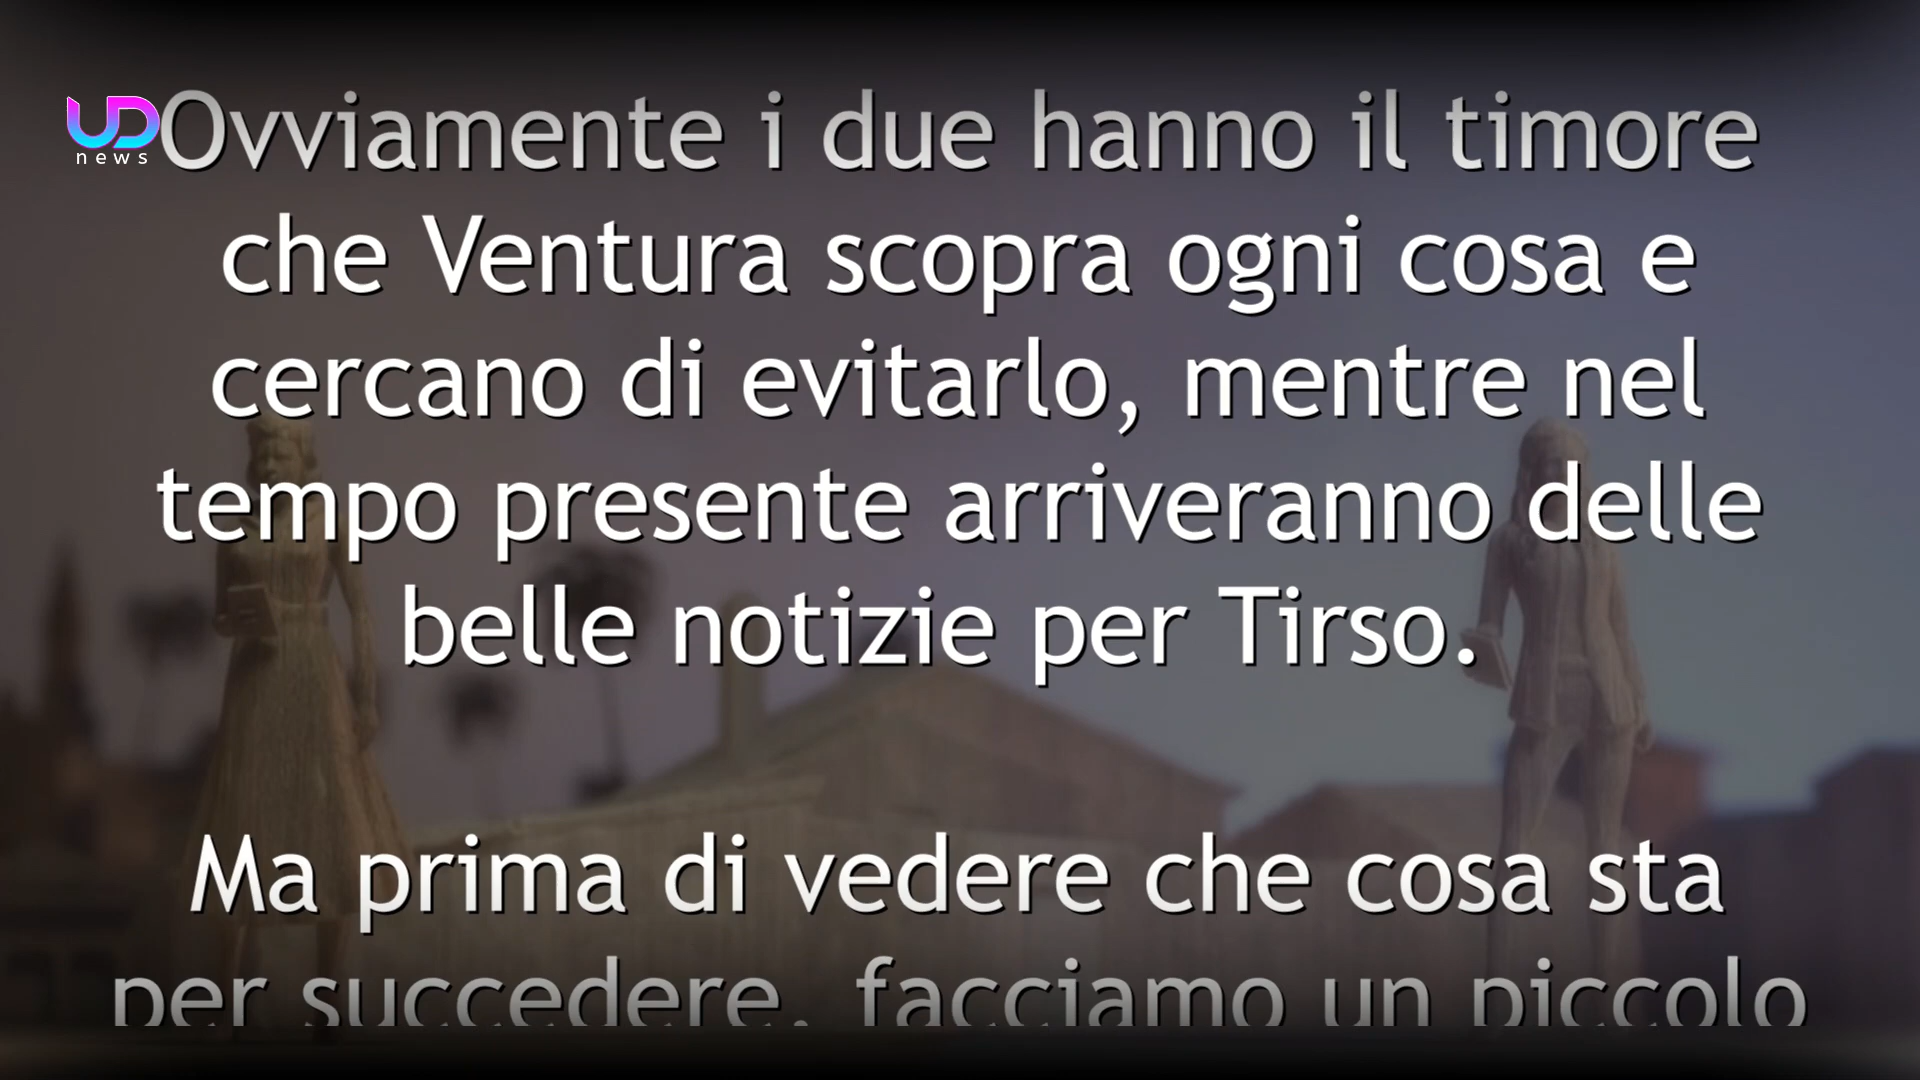 UD
news
Ovviamente i due hanno il timore
che Ventura scopra ogni cosa e
cercano di evitarlo, mentre nel
tempo presente arriveranno delle
belle notizie per Tirso.
Ma prima di vedere che cosa sta
per succedere, facciamo un piccolo